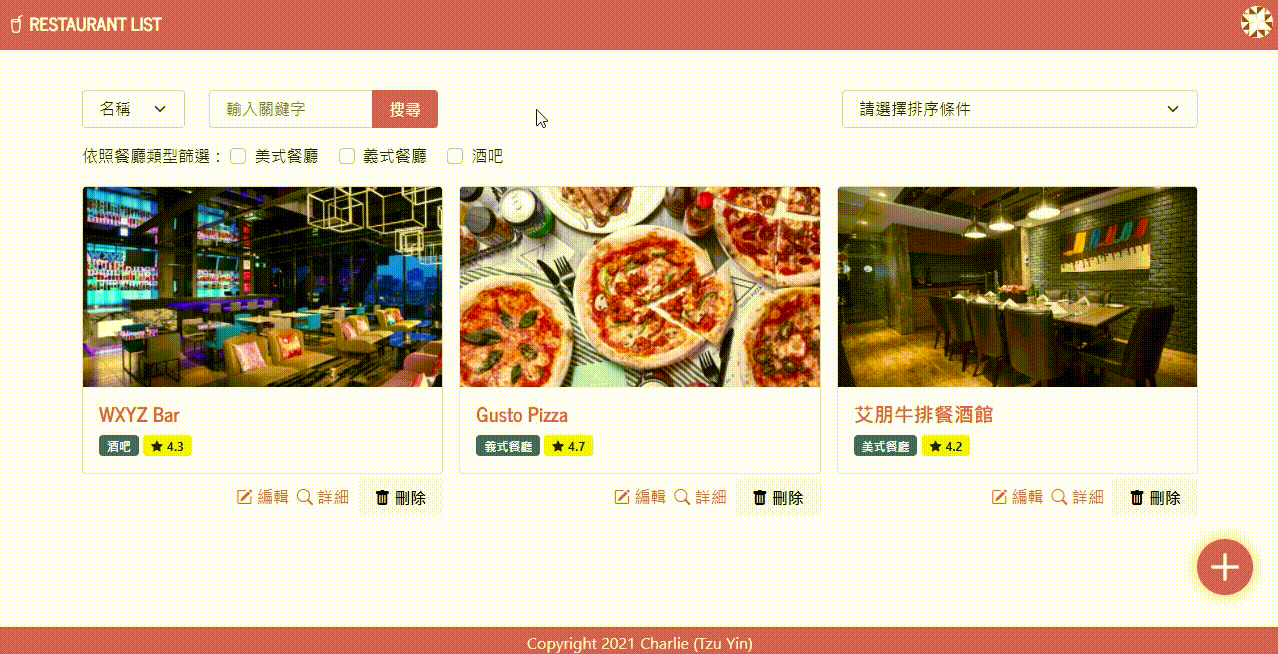 RESTAURANT LIST
名稱 輸入關鍵字 搜尋 請選擇排序條件
依照餐廳類型篩選： 美式餐廳 義式餐廳 酒吧
WXYZ Bar
酒吧 4.3
編輯 詳細 刪除
Gusto Pizza
義式餐廳 4.7
編輯 詳細 刪除
艾朋牛排餐酒館
美式餐廳 4.2
編輯 詳細 刪除
Copyright 2021 Charlie (Tzu Yin)